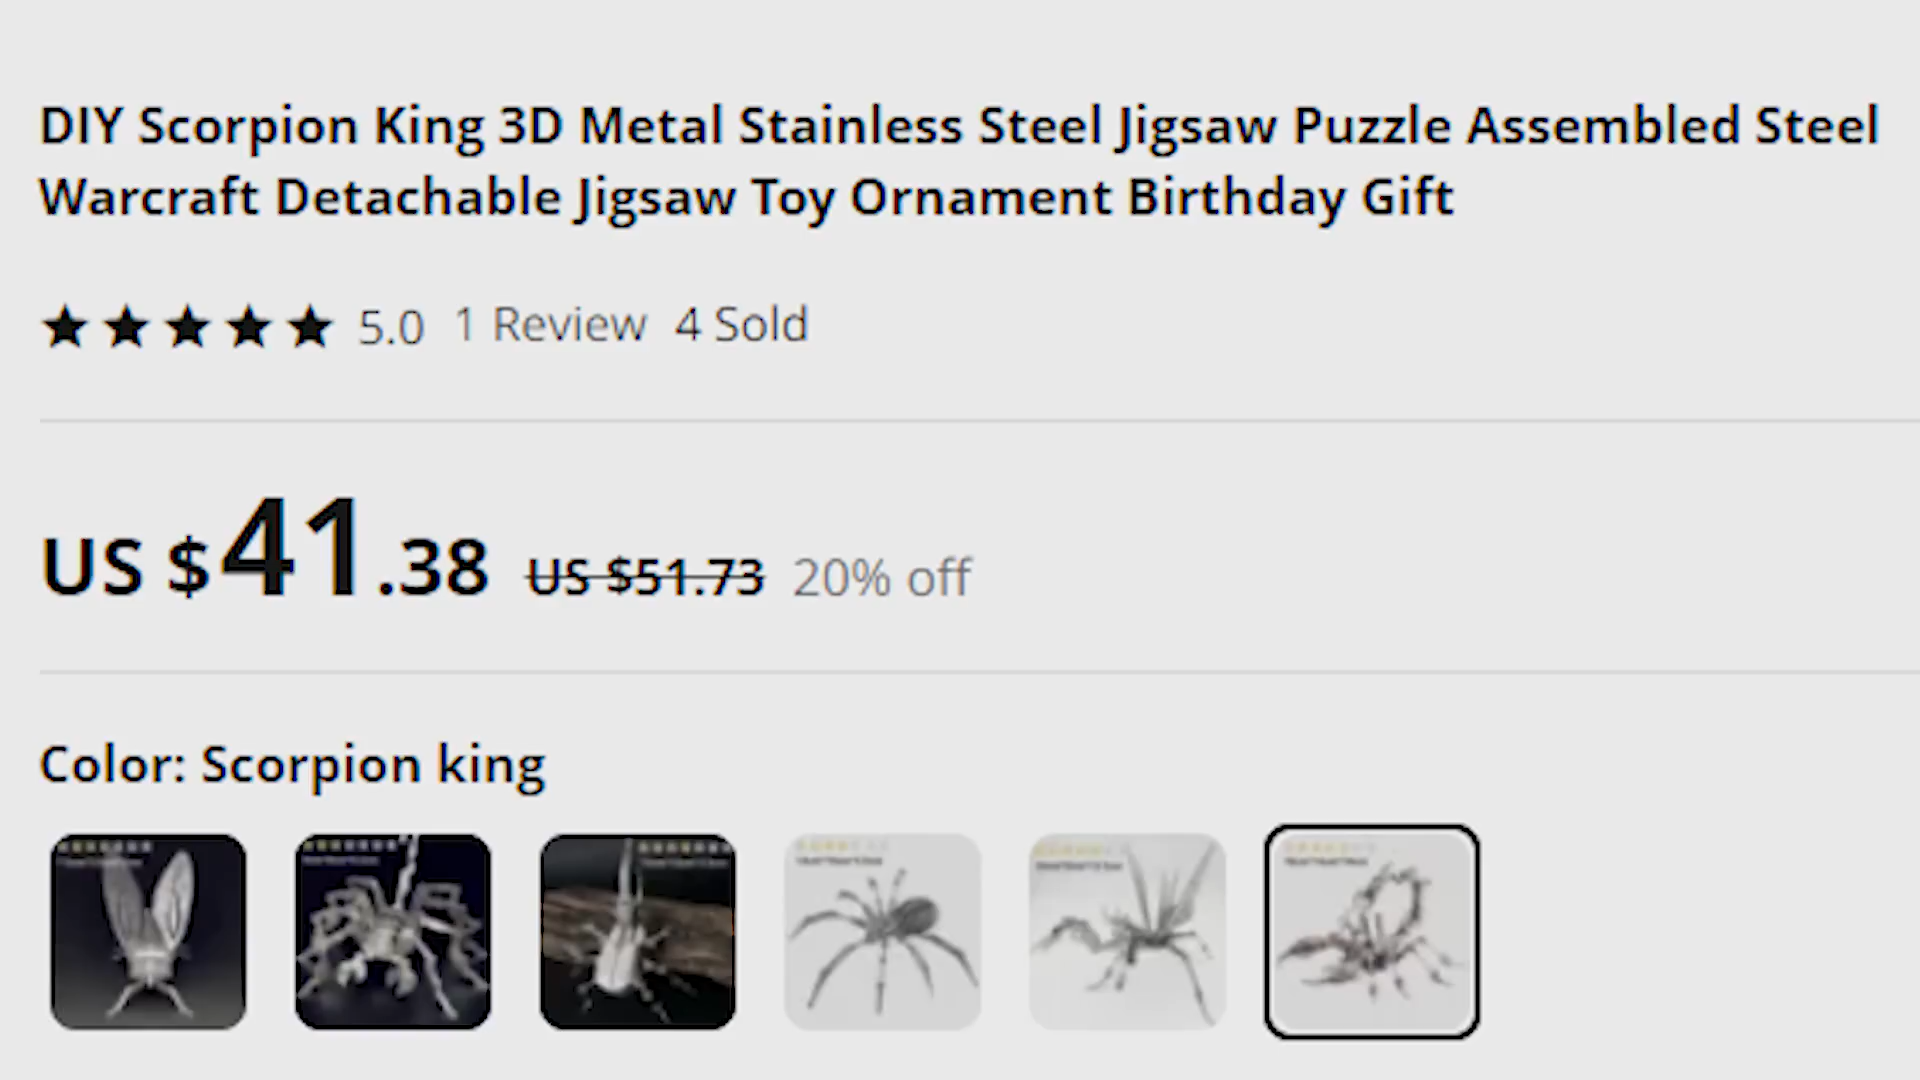 DIY Scorpion King 3D Metal Stainless Steel Jigsaw Puzzle Assembled Steel
Warcraft Detachable Jigsaw Toy Ornament Birthday Gift
5.0 1 Review 4 Sold
US $41.38 US $51.73 20% off
Color: Scorpion king